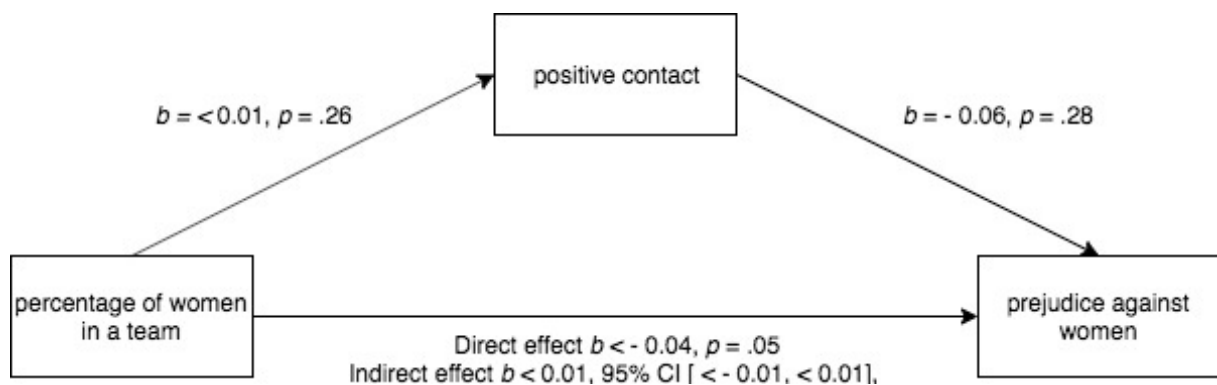 positive contact
b = < 0.01, p = .26
b = - 0.06, p = .28
percentage of women
in a team
prejudice against
women
Direct effect b < - 0.04, p = .05
Indirect effect b < 0.01, 95% CI [ < - 0.01, < 0.01],